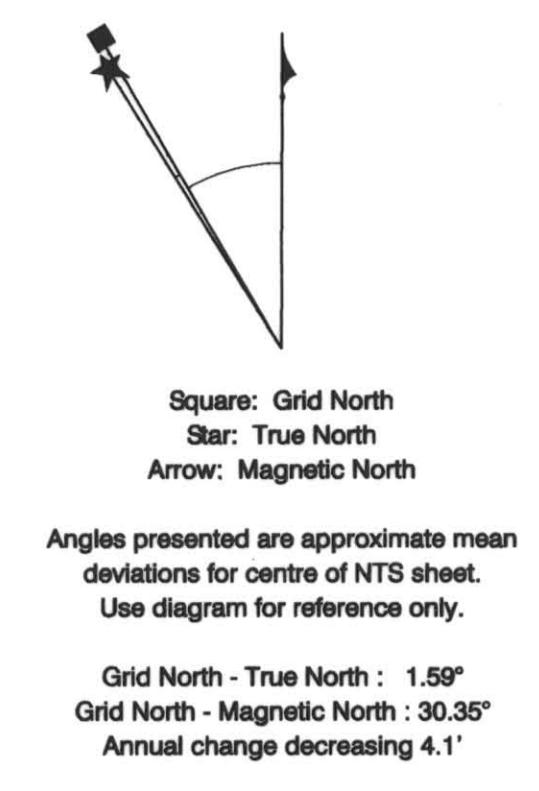 Square: Grid North
Star: True North
Arrow: Magnetic North
Angles presented are approximate mean
deviations for centre of NTS sheet.
Use diagram for reference only.
Grid North - True North : 1.59°
Grid North - Magnetic North : 30.35°
Annual change decreasing 4.1'